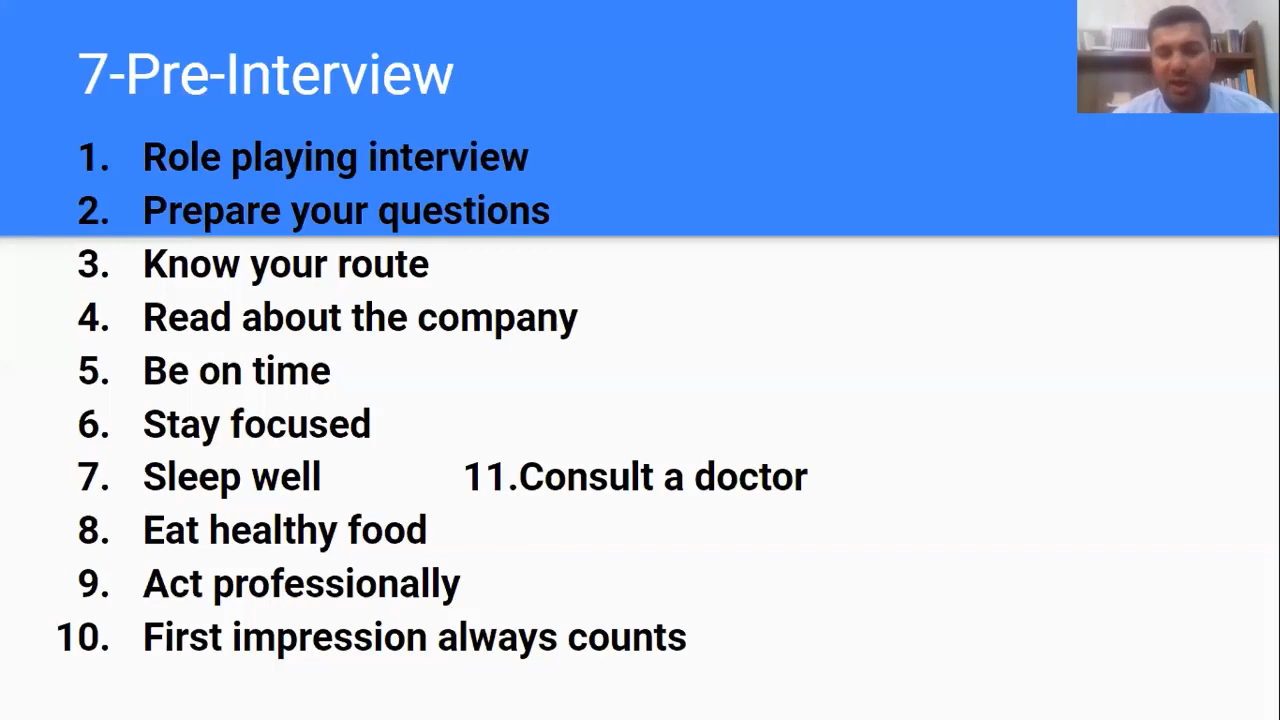 7-Pre-Interview
1. Role playing interview
2. Prepare your questions
3. Know your route
4. Read about the company
5. Be on time
6. Stay focused
7. Sleep well 11.Consult a doctor
8. Eat healthy food
9. Act professionally
10. First impression always counts